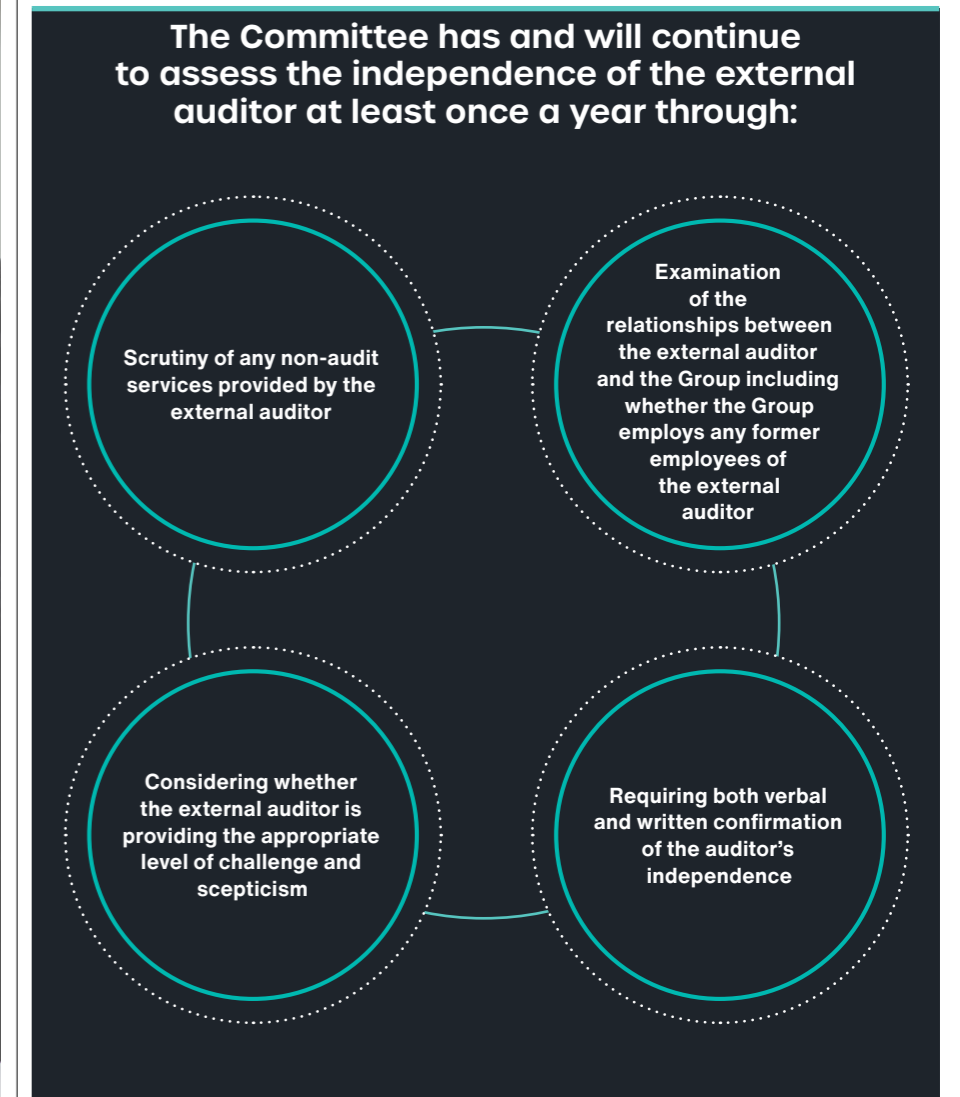 The Committee has and will continue
to assess the independence of the external
auditor at least once a year through:
Scrutiny of any non-audit
services provided by the
external auditor
Examination
of the
relationships between
the external auditor
and the Group including
whether the Group
employs any former
employees of
the external
auditor
Considering whether
the external auditor is
providing the appropriate
level of challenge and
scepticism
Requiring both verbal
and written confirmation
of the auditor’s
independence